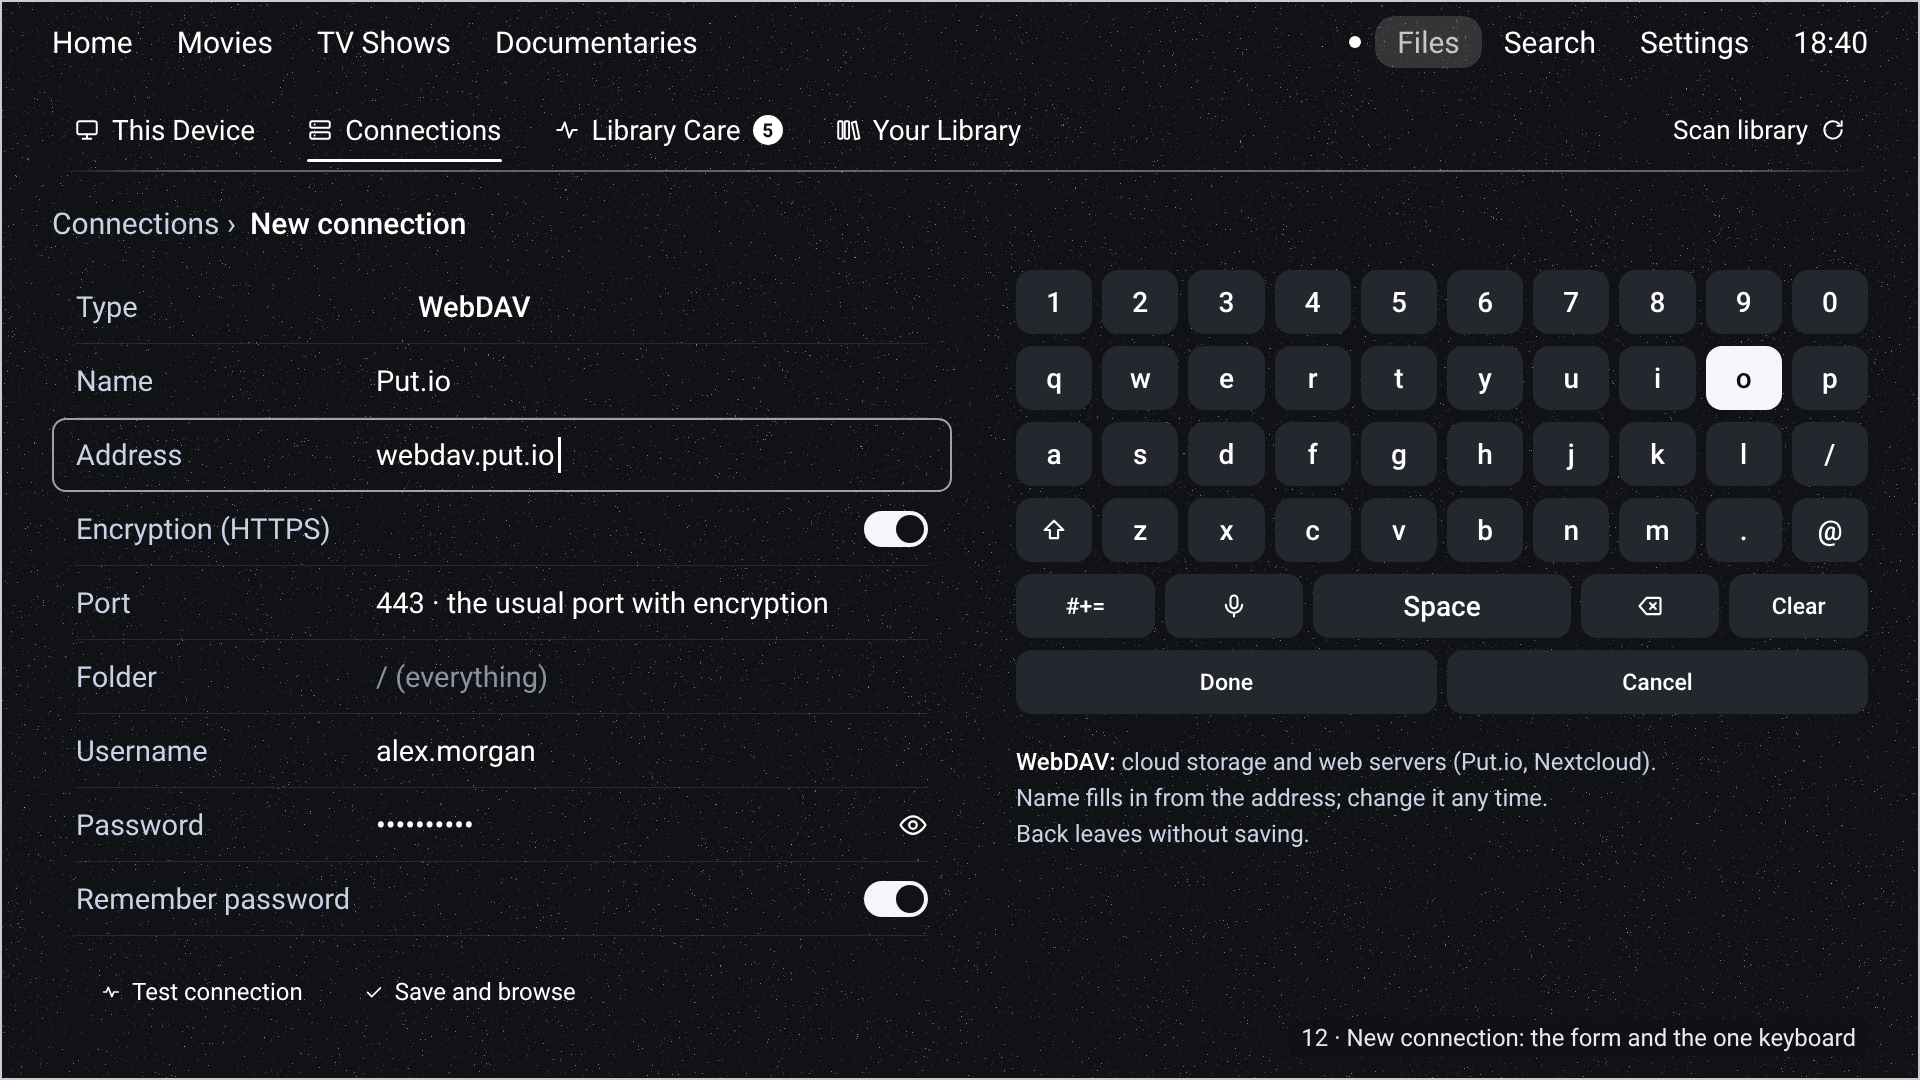 Home Movies TV Shows Documentaries Files Search Settings 18:40
This Device Connections Library Care 5 Your Library Scan library
Connections › New connection
Type WebDAV
Name Put.io
Address webdav.put.io
Encryption (HTTPS)
Port 443 · the usual port with encryption
Folder / (everything)
Username alex.morgan
Password ••••••••••
Remember password
Test connection Save and browse
1 2 3 4 5 6 7 8 9 0
q w e r t y u i o p
a s d f g h j k l /
z x c v b n m . @
#+= Space Clear
Done Cancel
WebDAV: cloud storage and web servers (Put.io, Nextcloud).
Name fills in from the address; change it any time.
Back leaves without saving.
12 · New connection: the form and the one keyboard